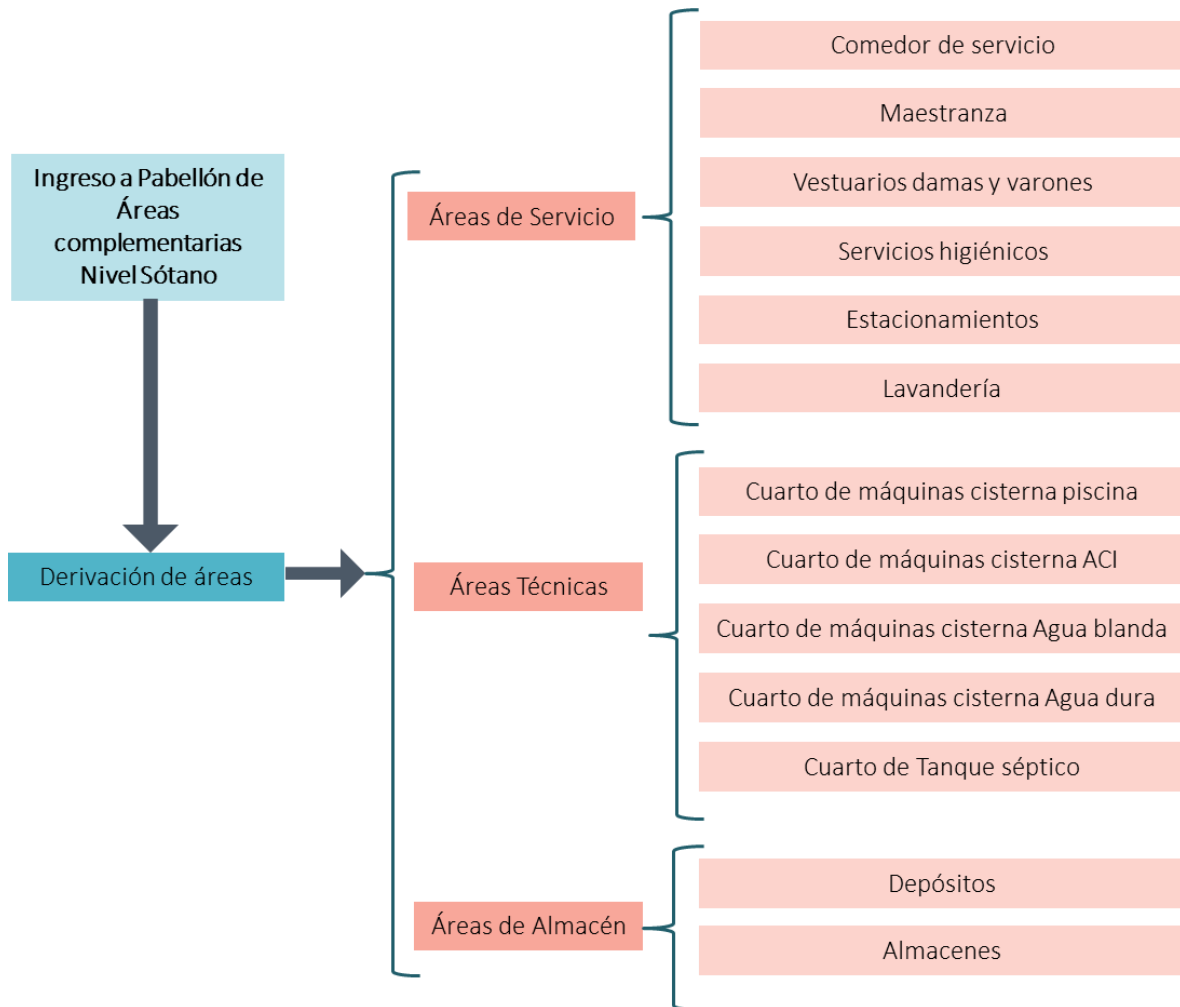 Ingreso a Pabellón de
Áreas
complementarias
Nivel Sótano
Derivación de áreas
Áreas de Servicio
Comedor de servicio
Maestranza
Vestuarios damas y varones
Servicios higiénicos
Estacionamientos
Lavandería
Áreas Técnicas
Cuarto de máquinas cisterna piscina
Cuarto de máquinas cisterna ACI
Cuarto de máquinas cisterna Agua blanda
Cuarto de máquinas cisterna Agua dura
Cuarto de Tanque séptico
Áreas de Almacén
Depósitos
Almacenes